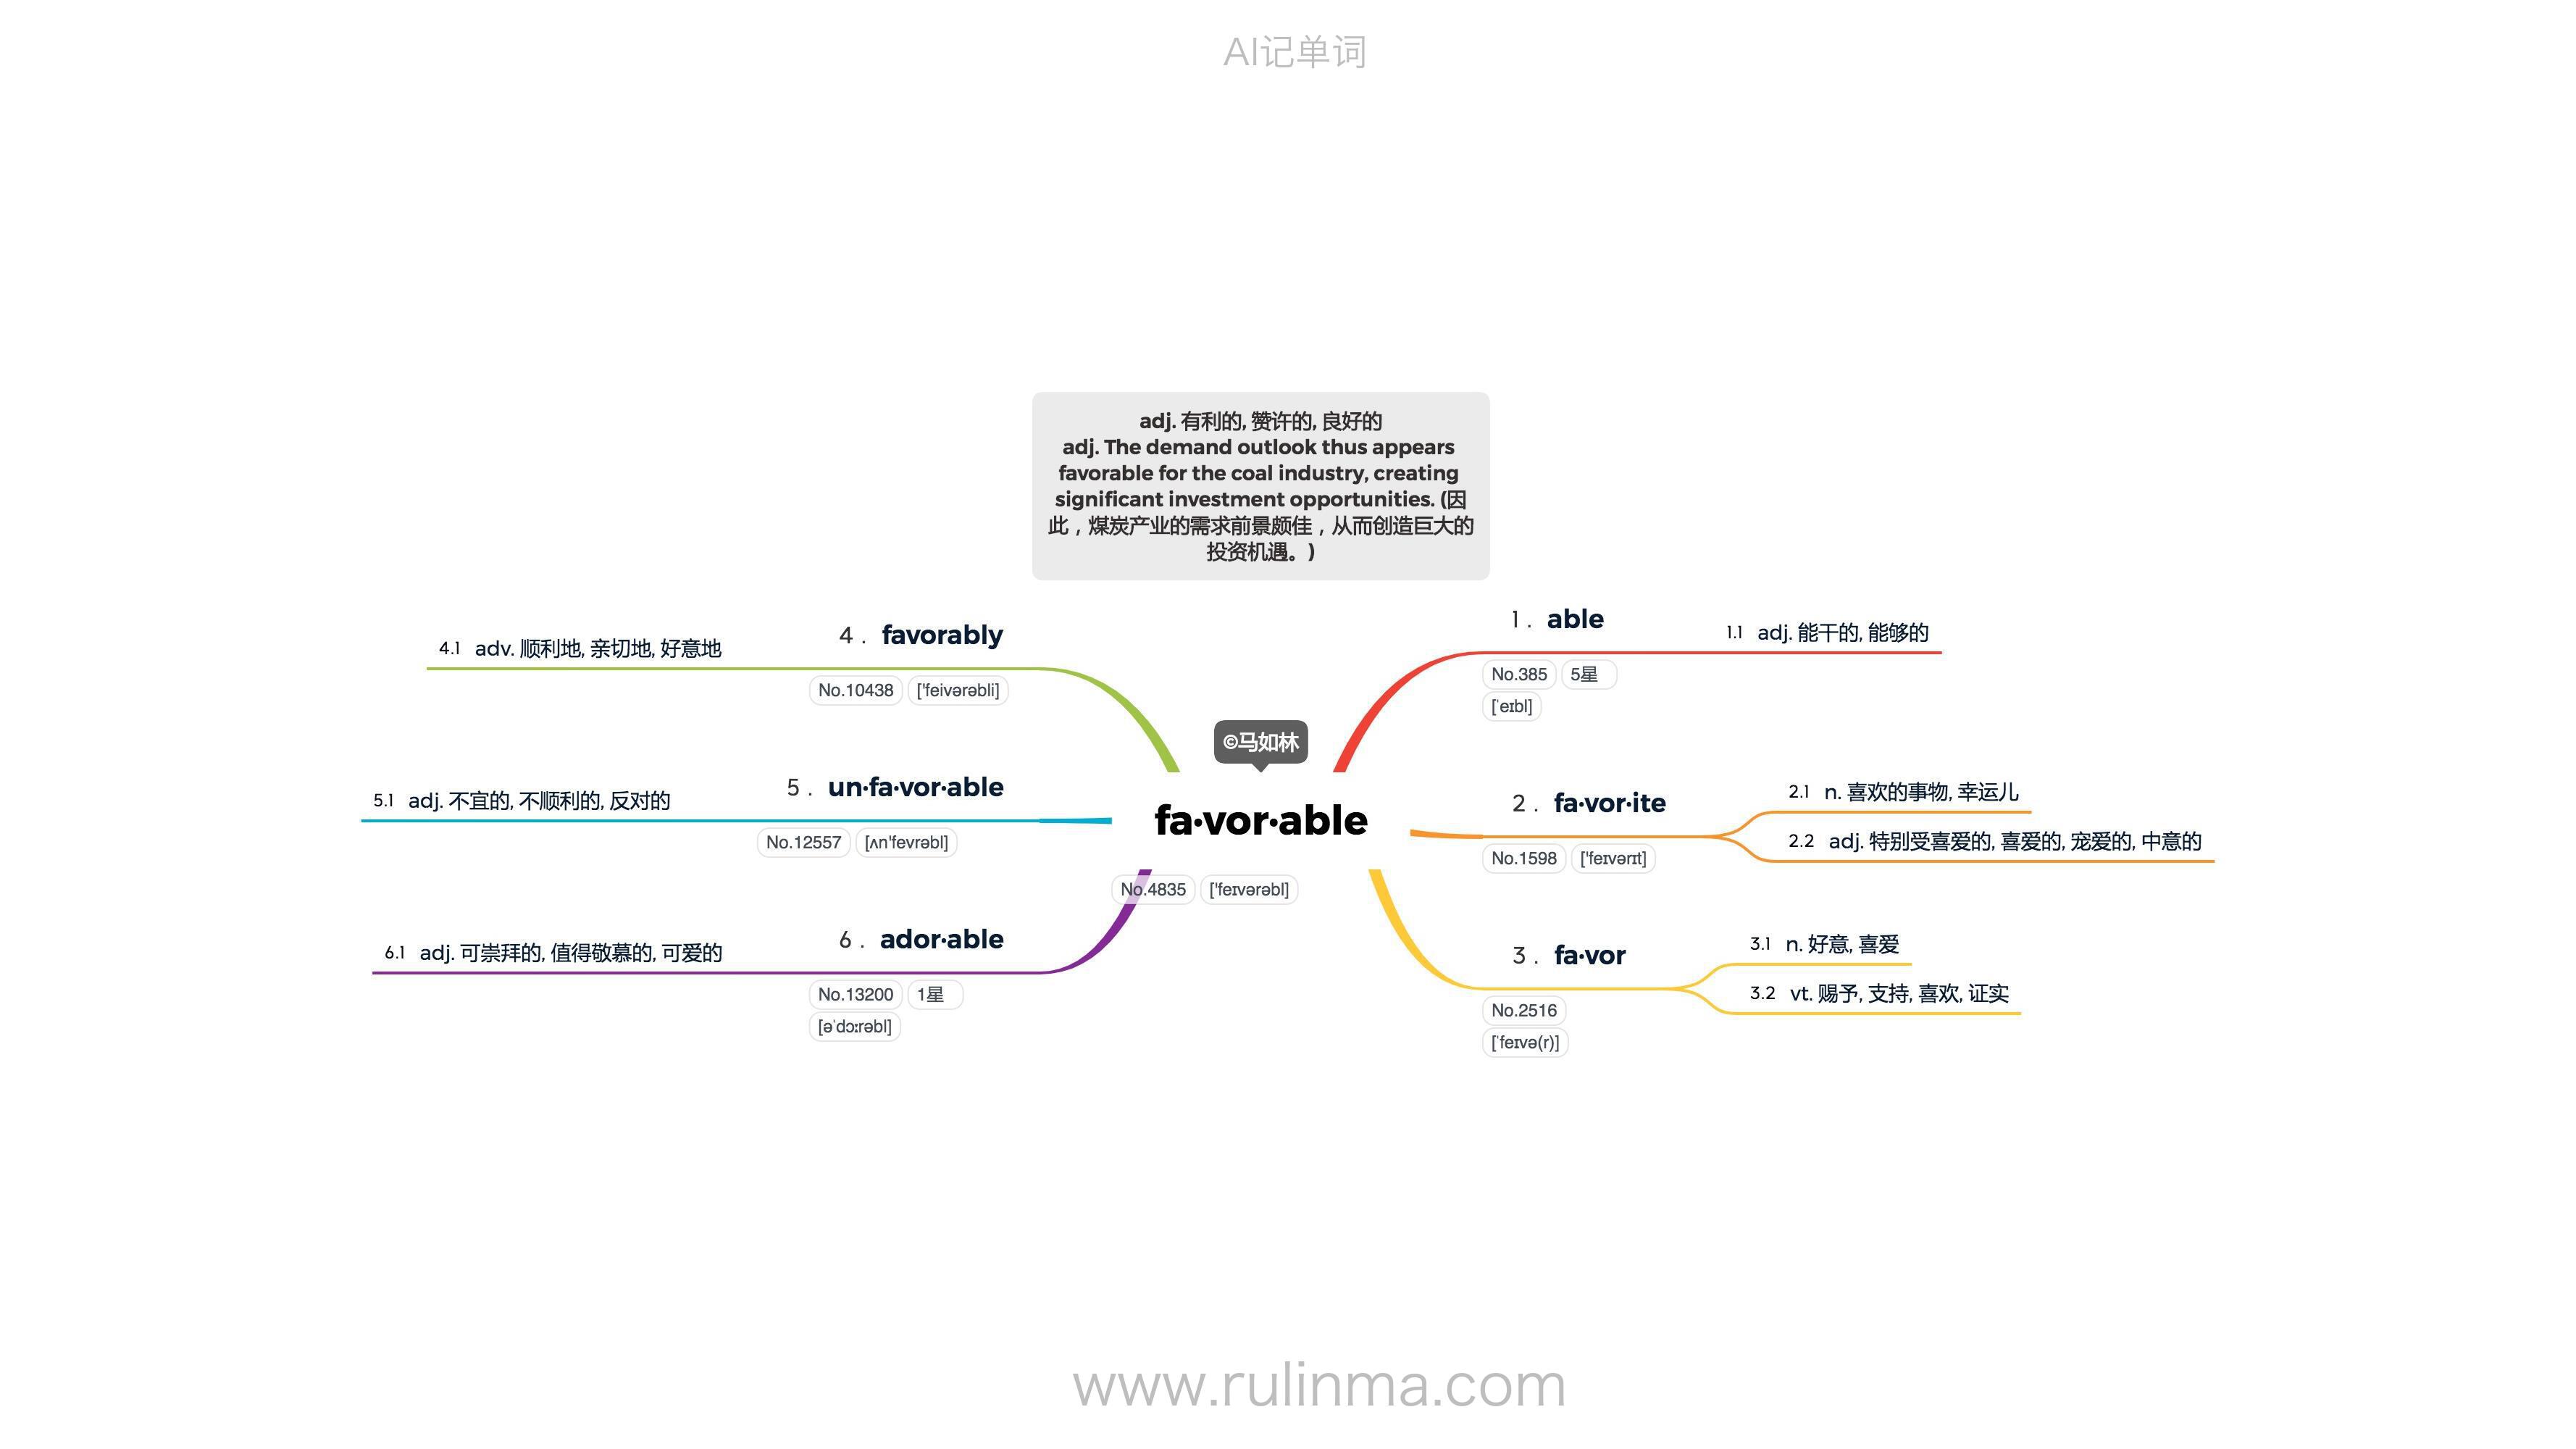 AI记单词
adj. 有利的, 赞许的, 良好的
adj. The demand outlook thus appears
favorable for the coal industry, creating
significant investment opportunities. (因
此，煤炭产业的需求前景颇佳，从而创造巨大的
投资机遇。)
©马如林
fa·vor·able
No.4835 ['feɪvərəbl]
1 . able
No.385 5星
[ˈeɪbl]
1.1 adj. 能干的, 能够的
2 . fa·vor·ite
No.1598 ['feɪvərɪt]
2.1 n. 喜欢的事物, 幸运儿
2.2 adj. 特别受喜爱的, 喜爱的, 宠爱的, 中意的
3 . fa·vor
No.2516
[ˈfeɪvə(r)]
3.1 n. 好意, 喜爱
3.2 vt. 赐予, 支持, 喜欢, 证实
4 . favorably
No.10438 ['feivərəbli]
4.1 adv. 顺利地, 亲切地, 好意地
5 . un·fa·vor·able
No.12557 [ʌn'fevrəbl]
5.1 adj. 不宜的, 不顺利的, 反对的
6 . ador·able
No.13200 1星
[əˈdɔːrəbl]
6.1 adj. 可崇拜的, 值得敬慕的, 可爱的
www.rulinma.com